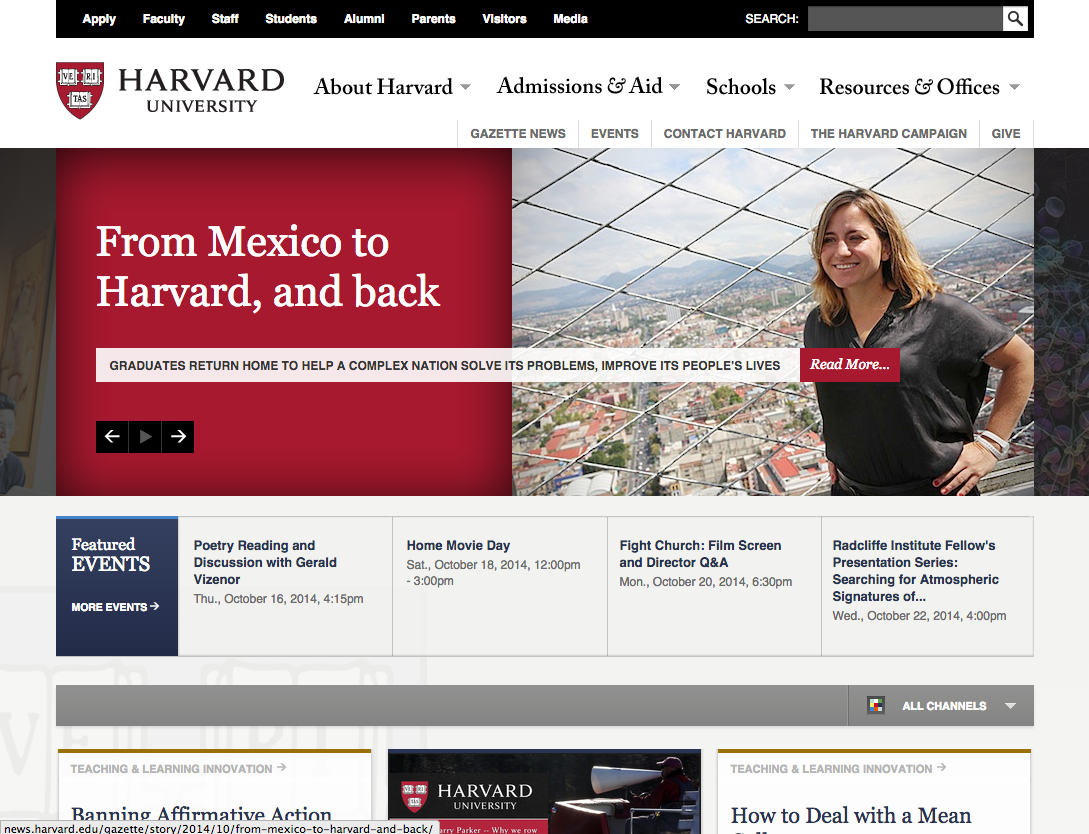 Apply Faculty Staff Students Alumni Parents Visitors Media SEARCH:
VE RI TAS
HARVARD
UNIVERSITY
About Harvard Admissions & Aid Schools Resources & Offices
GAZETTE NEWS EVENTS CONTACT HARVARD THE HARVARD CAMPAIGN GIVE
From Mexico to
Harvard, and back
GRADUATES RETURN HOME TO HELP A COMPLEX NATION SOLVE ITS PROBLEMS, IMPROVE ITS PEOPLE'S LIVES Read More...
Featured
EVENTS
MORE EVENTS →
Poetry Reading and
Discussion with Gerald
Vizenor
Thu., October 16, 2014, 4:15pm
Home Movie Day
Sat., October 18, 2014, 12:00pm
- 3:00pm
Fight Church: Film Screen
and Director Q&A
Mon., October 20, 2014, 6:30pm
Radcliffe Institute Fellow's
Presentation Series:
Searching for Atmospheric
Signatures of...
Wed., October 22, 2014, 4:00pm
ALL CHANNELS
TEACHING & LEARNING INNOVATION →
Banning Affirmative Action
HARVARD
UNIVERSITY
arry Parker -- Why we row
TEACHING & LEARNING INNOVATION →
How to Deal with a Mean
news.harvard.edu/gazette/story/2014/10/from-mexico-to-harvard-and-back/